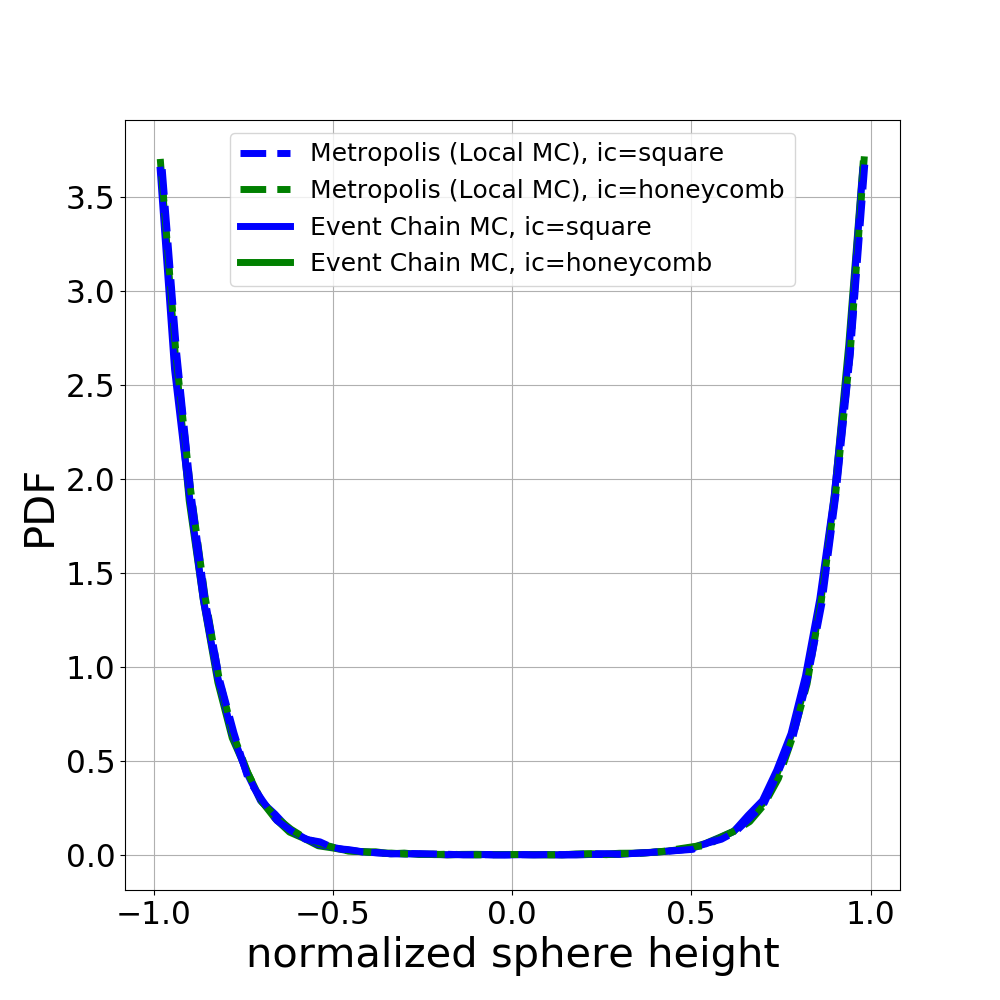 Metropolis (Local MC), ic=square
Metropolis (Local MC), ic=honeycomb
Event Chain MC, ic=square
Event Chain MC, ic=honeycomb
3.5
3.0
2.5
2.0
1.5
1.0
0.5
0.0
PDF
−1.0 −0.5 0.0 0.5 1.0
normalized sphere height